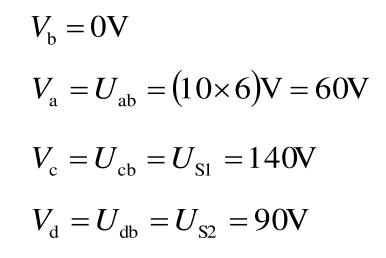 V_b = 0V
V_a = U_ab = (10×6)V = 60V
V_c = U_cb = U_S1 = 140V
V_d = U_db = U_S2 = 90V